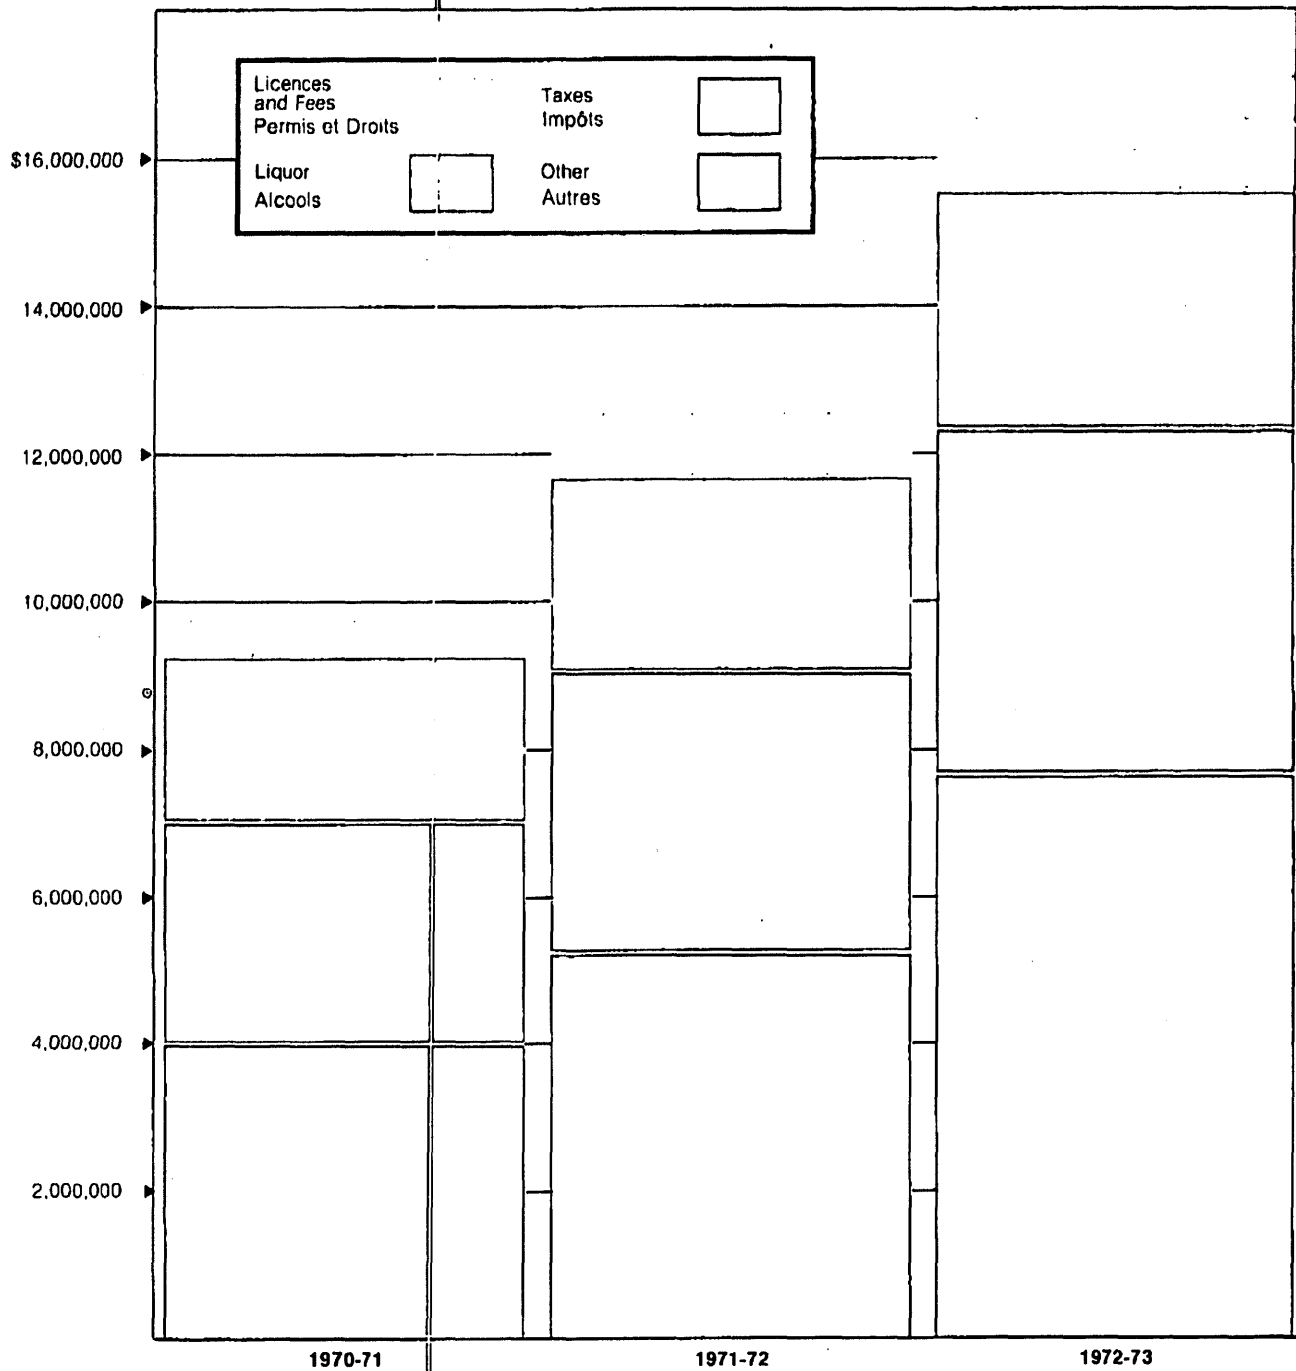 Licences
and Fees
Permis et Droits
Taxes
Impôts
Liquor
Alcools
Other
Autres
$16,000,000
14,000,000
12,000,000
10,000,000
8,000,000
6,000,000
4,000,000
2,000,000
1970-71
1971-72
1972-73